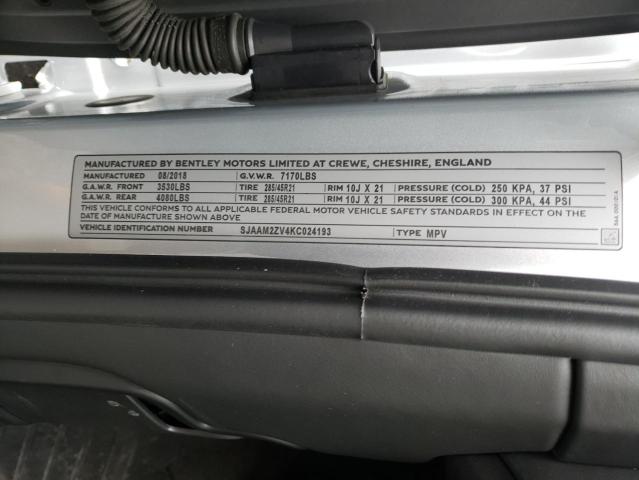 MANUFACTURED BY BENTLEY MOTORS LIMITED AT CREWE, CHESHIRE, ENGLAND
MANUFACTURED 08/2018 G.V.W.R. 7170LBS
G.A.W.R. FRONT 3530LBS TIRE 285/45R21 RIM 10J X 21 PRESSURE (COLD) 250 KPA, 37 PSI
G.A.W.R. REAR 4080LBS TIRE 285/45R21 RIM 10J X 21 PRESSURE (COLD) 300 KPA, 44 PSI
THIS VEHICLE CONFORMS TO ALL APPLICABLE FEDERAL MOTOR VEHICLE SAFETY STANDARDS IN EFFECT ON THE
DATE OF MANUFACTURE SHOWN ABOVE
VEHICLE IDENTIFICATION NUMBER SJAAM2ZV4KC024193 TYPE MPV